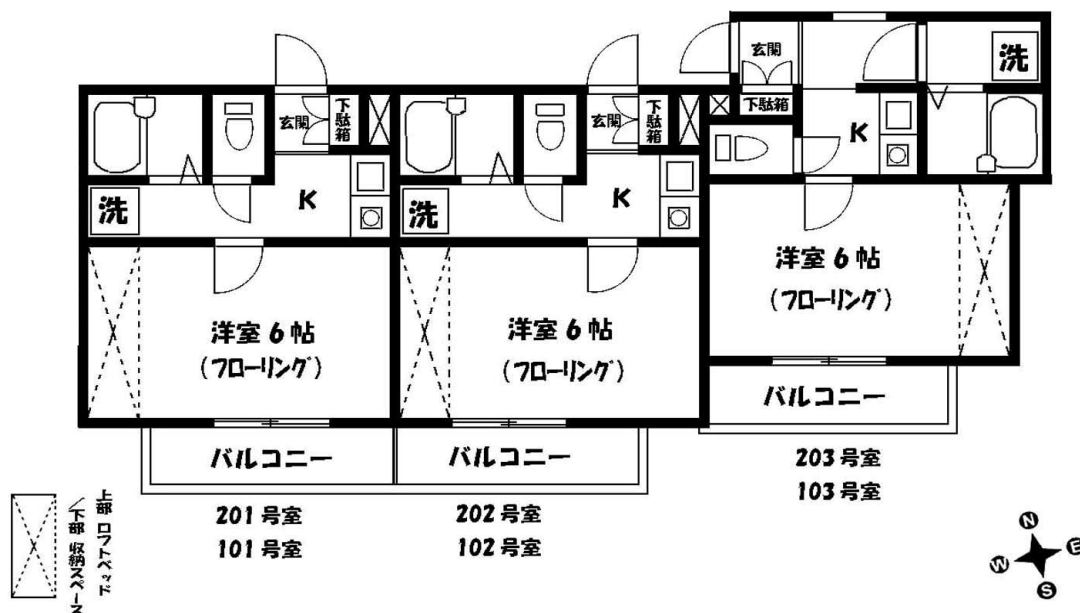 玄関
下駄箱
K
洗
洋室 6 帖
(フローリング)
バルコニー
201 号室
101 号室
玄関
下駄箱
K
洗
洋室 6 帖
(フローリング)
バルコニー
202 号室
102 号室
玄関
下駄箱
K
洗
洋室 6 帖
(フローリング)
バルコニー
203 号室
103 号室
上部 ロフトベッド
/下部 収納スペース
N
E
W
S